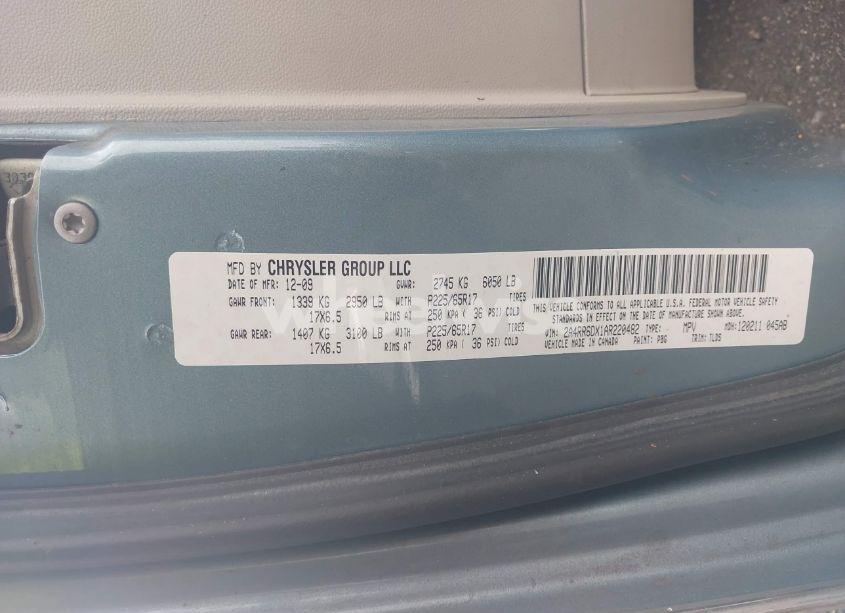 MFD BY CHRYSLER GROUP LLC
DATE OF MFR: 12-09 GVWR: 2745 KG 6050 LB
GAWR FRONT: 1339 KG 2950 LB WITH P225/65R17 TIRES
17X6.5 RIMS AT 250 KPA ( 36 PSI) COLD
GAWR REAR: 1407 KG 3100 LB WITH P225/65R17 TIRES
17X6.5 RIMS AT 250 KPA ( 36 PSI) COLD
THIS VEHICLE CONFORMS TO ALL APPLICABLE U.S.A. FEDERAL MOTOR VEHICLE SAFETY
STANDARDS IN EFFECT ON THE DATE OF MANUFACTURE SHOWN ABOVE.
VIN: 2A4RR6DX1AR220482 TYPE: MPV MDH: 120211 045AB
VEHICLE MADE IN CANADA PAINT: PBG TRIM: TLDS